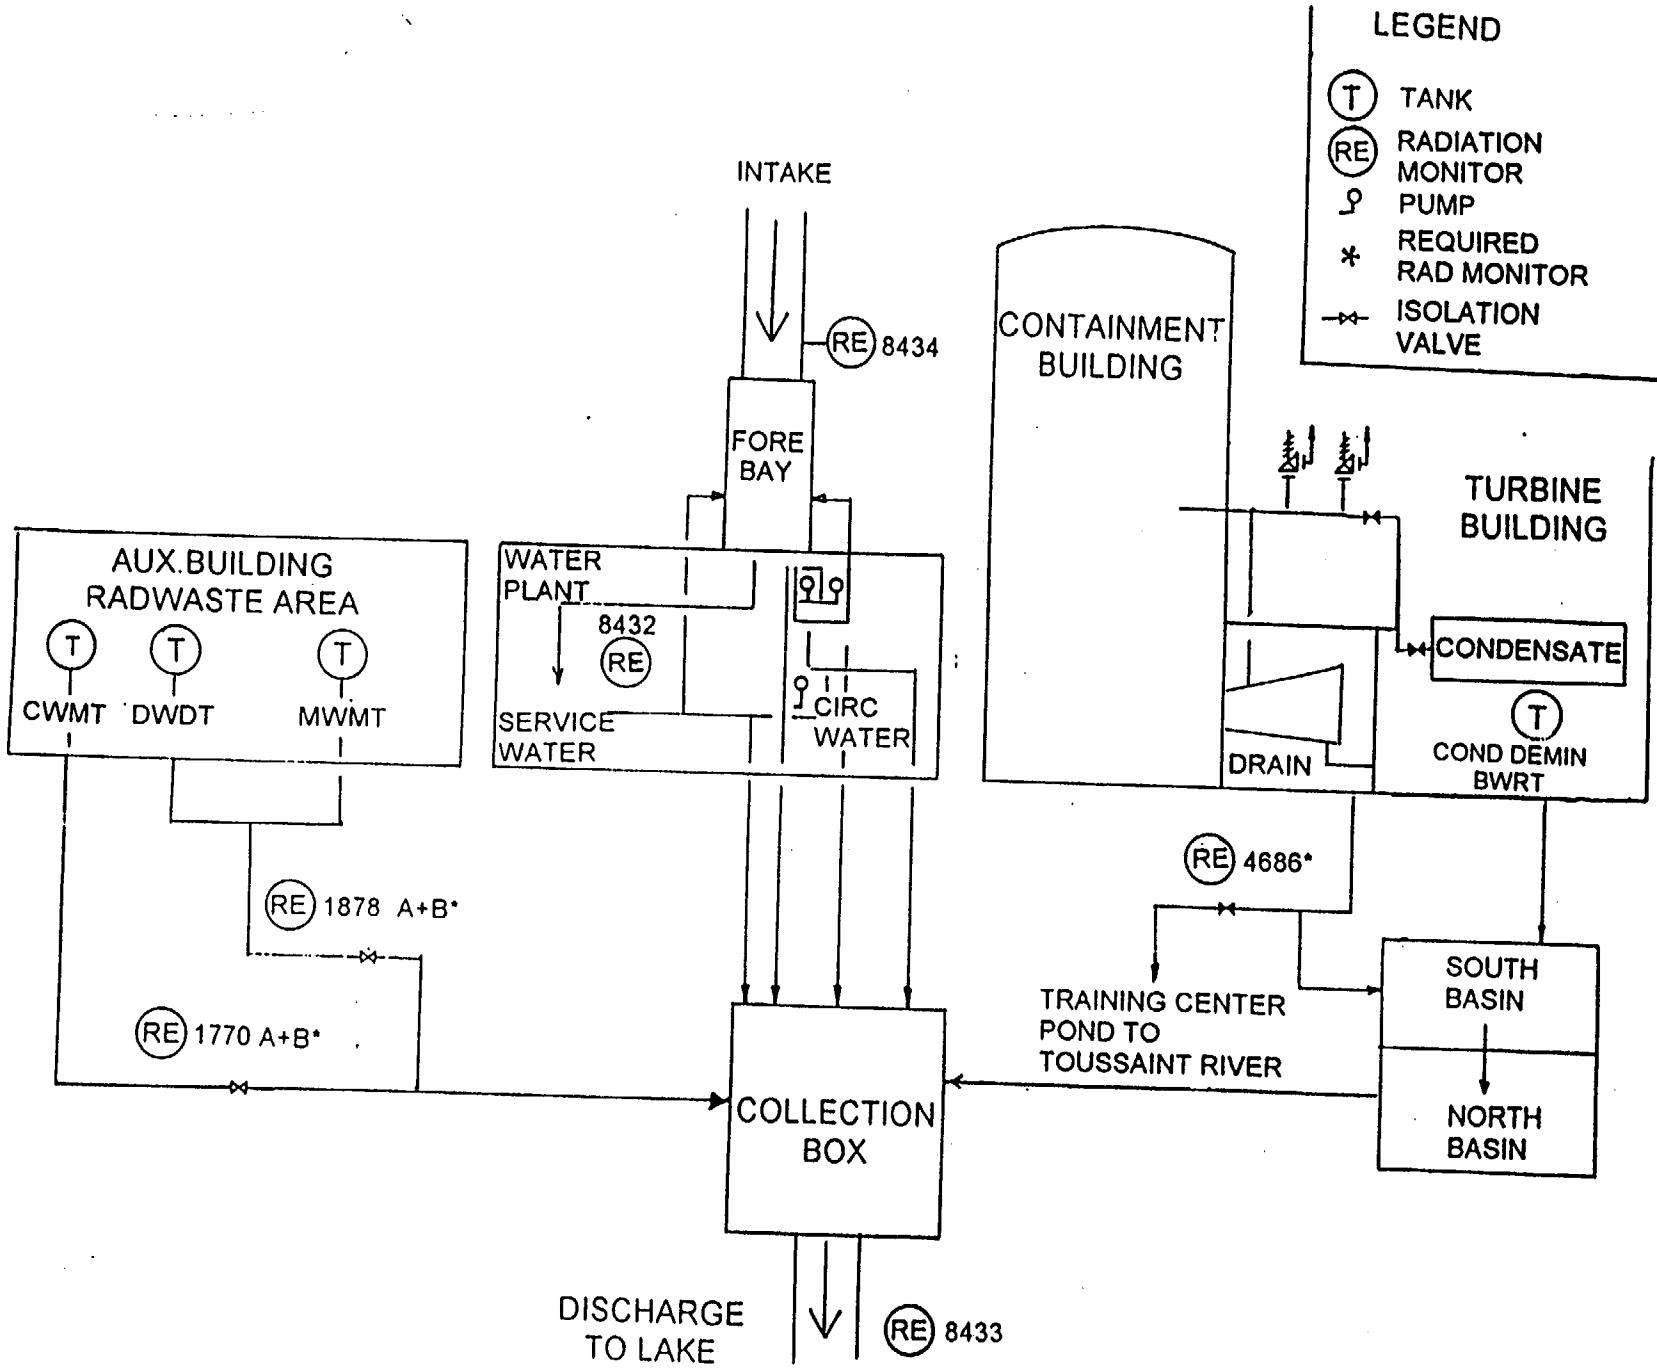 LEGEND
T TANK
RE RADIATION
MONITOR
PUMP
* REQUIRED
RAD MONITOR
ISOLATION
VALVE
INTAKE
RE 8434
FORE
BAY
CONTAINMENT
BUILDING
TURBINE
BUILDING
CONDENSATE
T
COND DEMIN
BWRT
DRAIN
AUX.BUILDING
RADWASTE AREA
T T T
CWMT DWDT MWMT
WATER
PLANT
8432
RE
SERVICE
WATER
CIRC
WATER
RE 1878 A+B*
RE 1770 A+B*
RE 4686*
TRAINING CENTER
POND TO
TOUSSAINT RIVER
SOUTH
BASIN
NORTH
BASIN
COLLECTION
BOX
DISCHARGE
TO LAKE
RE 8433